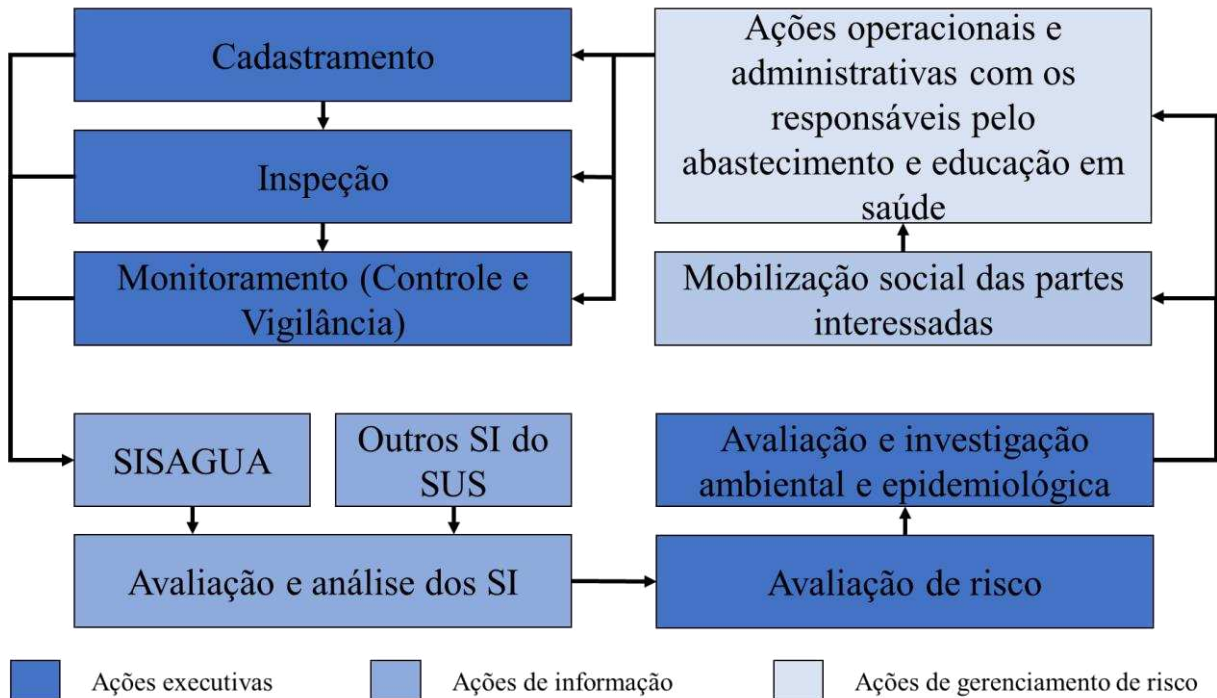 Cadastramento
Inspeção
Monitoramento (Controle e
Vigilância)
Ações operacionais e
administrativas com os
responsáveis pelo
abastecimento e educação em
saúde
Mobilização social das partes
interessadas
SISAGUA
Outros SI do
SUS
Avaliação e investigação
ambiental e epidemiológica
Avaliação e análise dos SI
Avaliação de risco
Ações executivas
Ações de informação
Ações de gerenciamento de risco